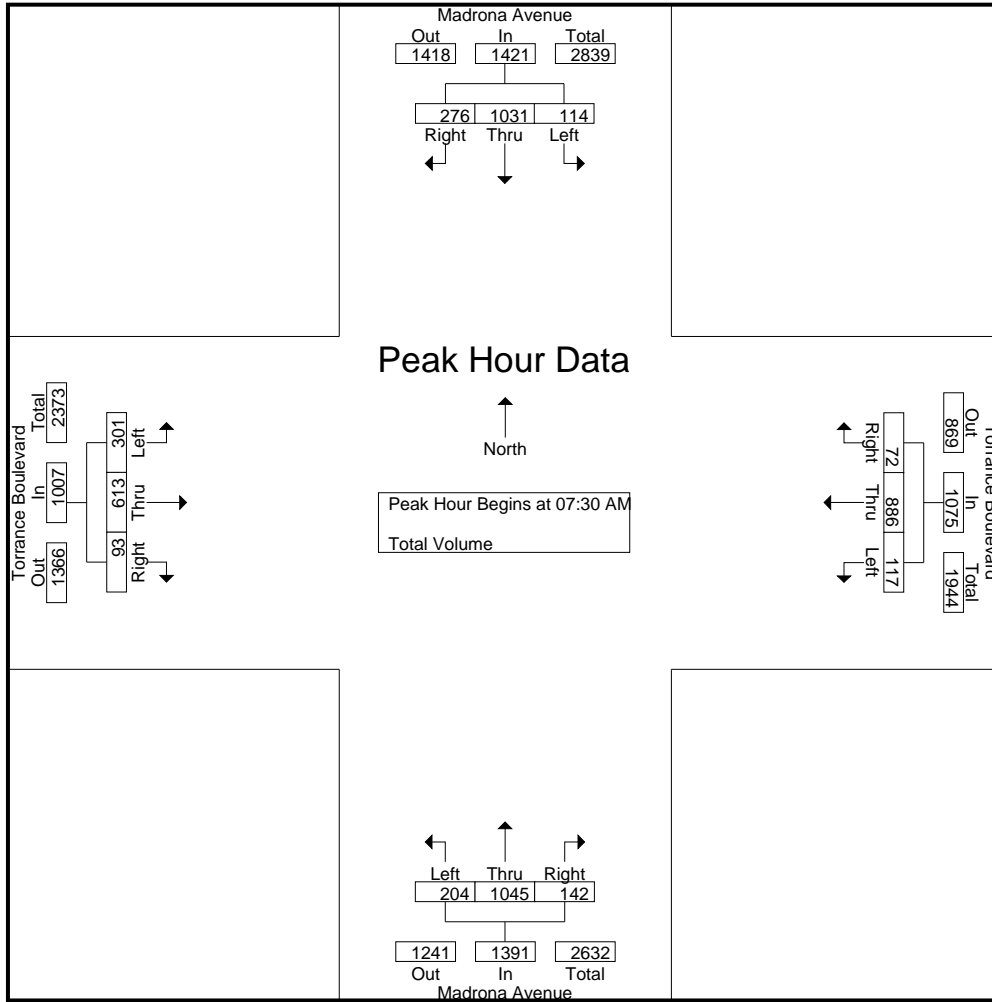 Madrona Avenue
Out In Total
1418 1421 2839
276 1031 114
Right Thru Left
Peak Hour Data
North
Peak Hour Begins at 07:30 AM
Total Volume
Torrance Boulevard
Out In Total
1366 1007 2373
301 613 93
Left Thru Right
Torrance Boulevard
Out In Total
869 1075 1944
72 886 117
Right Thru Left
Left Thru Right
204 1045 142
1241 1391 2632
Out In Total
Madrona Avenue